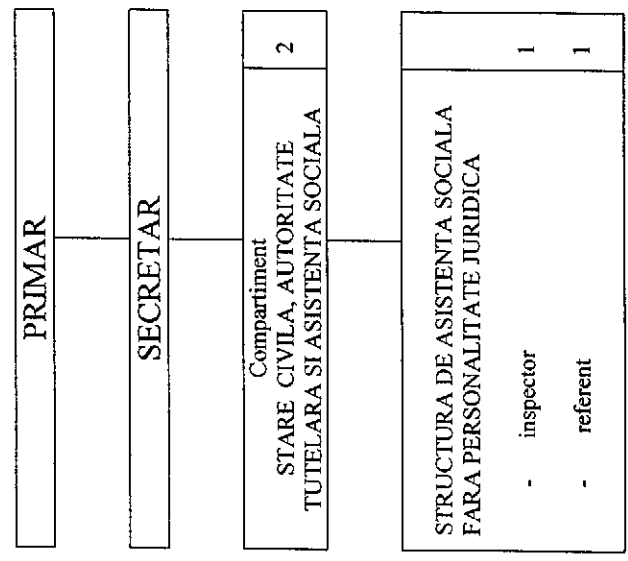 PRIMAR
SECRETAR
Compartiment
STARE CIVILA, AUTORITATE
TUTELARA SI ASISTENTA SOCIALA
2
STRUCTURA DE ASISTENTA SOCIALA
FARA PERSONALITATE JURIDICA
- inspector 1
- referent 1